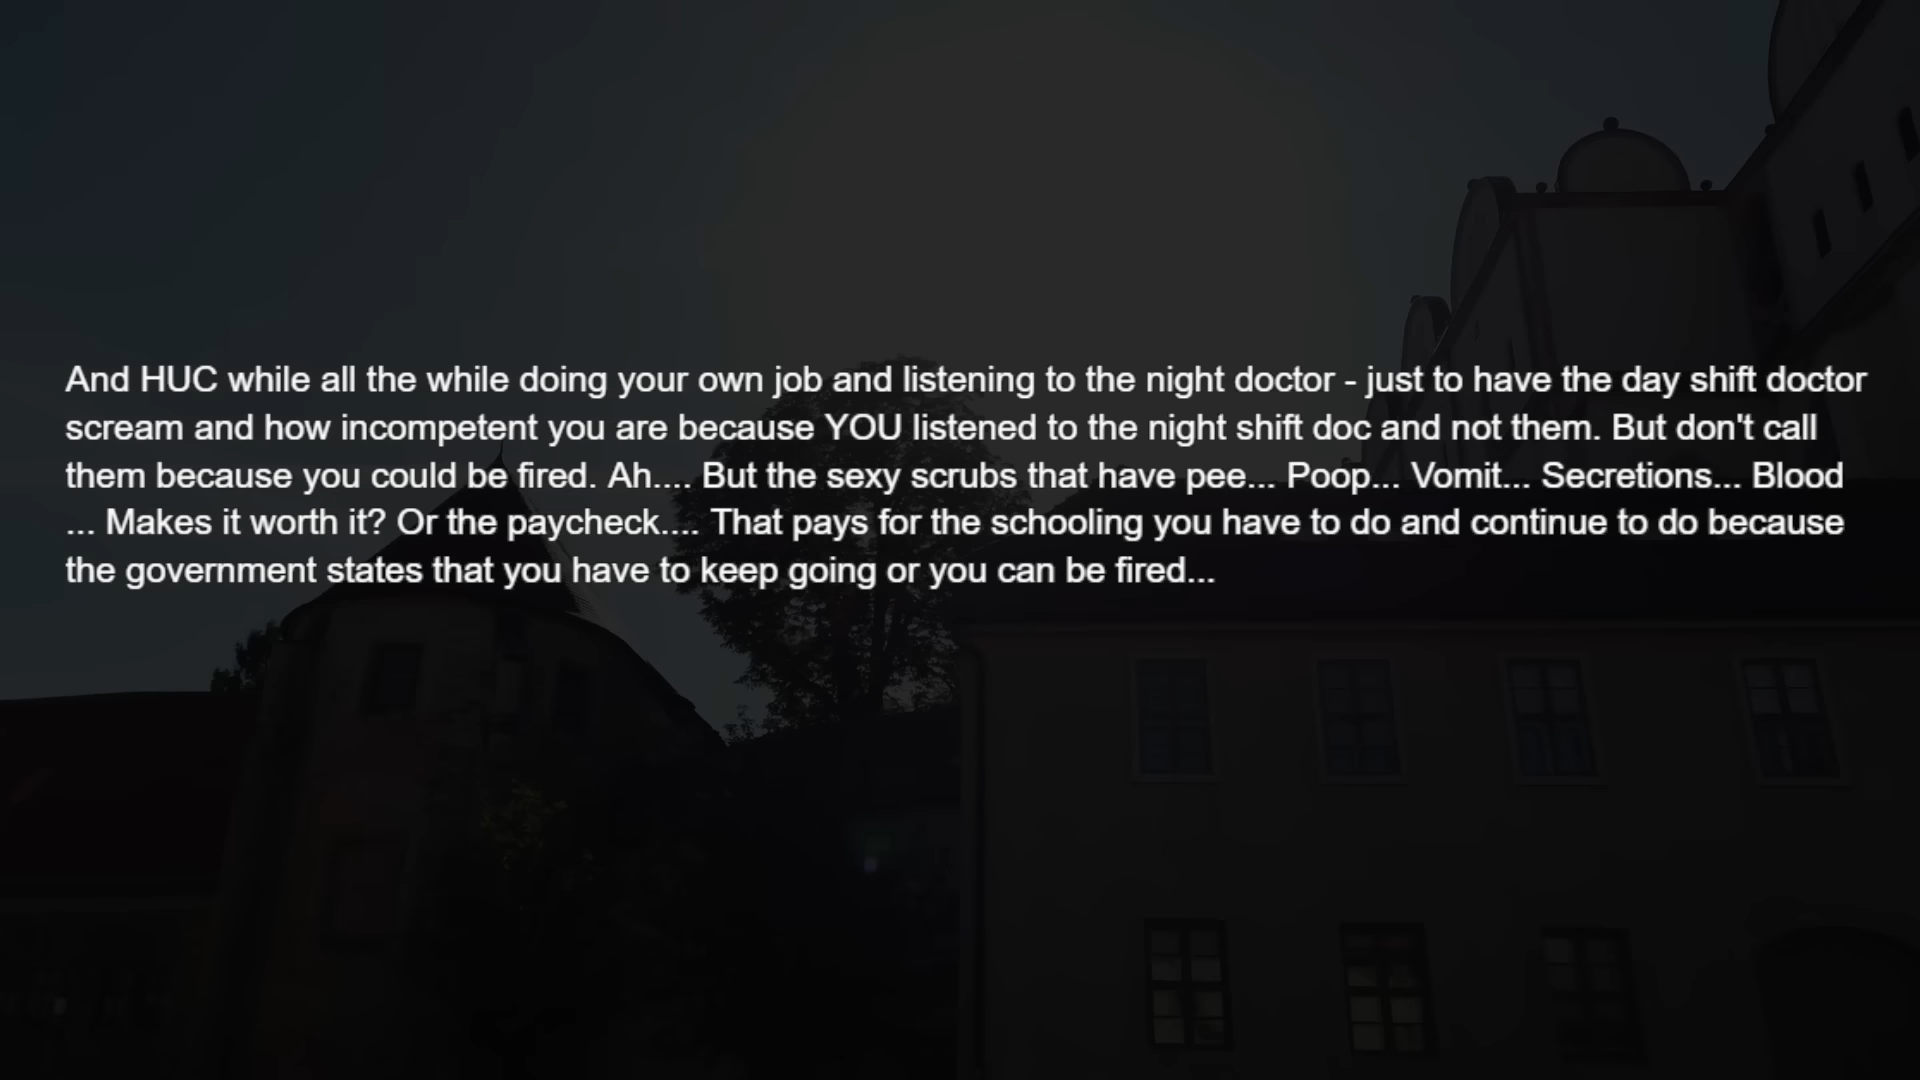 And HUC while all the while doing your own job and listening to the night doctor - just to have the day shift doctor
scream and how incompetent you are because YOU listened to the night shift doc and not them. But don't call
them because you could be fired. Ah.... But the sexy scrubs that have pee... Poop... Vomit... Secretions... Blood
... Makes it worth it? Or the paycheck.... That pays for the schooling you have to do and continue to do because
the government states that you have to keep going or you can be fired...